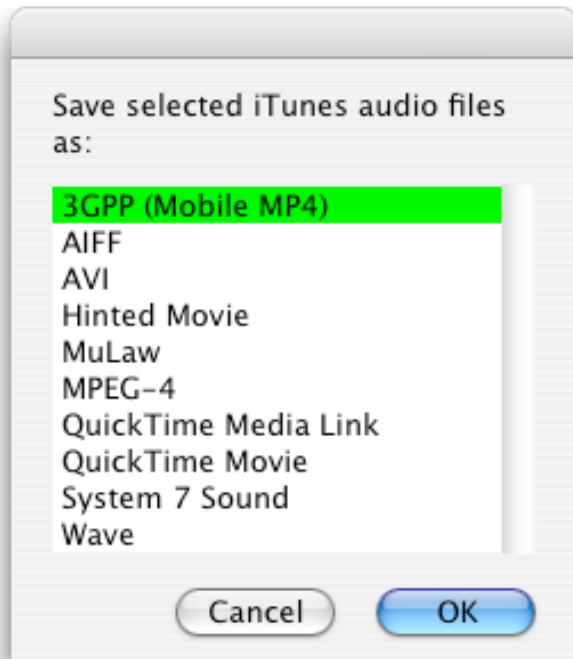 Save selected iTunes audio files
as:
3GPP (Mobile MP4)
AIFF
AVI
Hinted Movie
MuLaw
MPEG-4
QuickTime Media Link
QuickTime Movie
System 7 Sound
Wave
Cancel OK